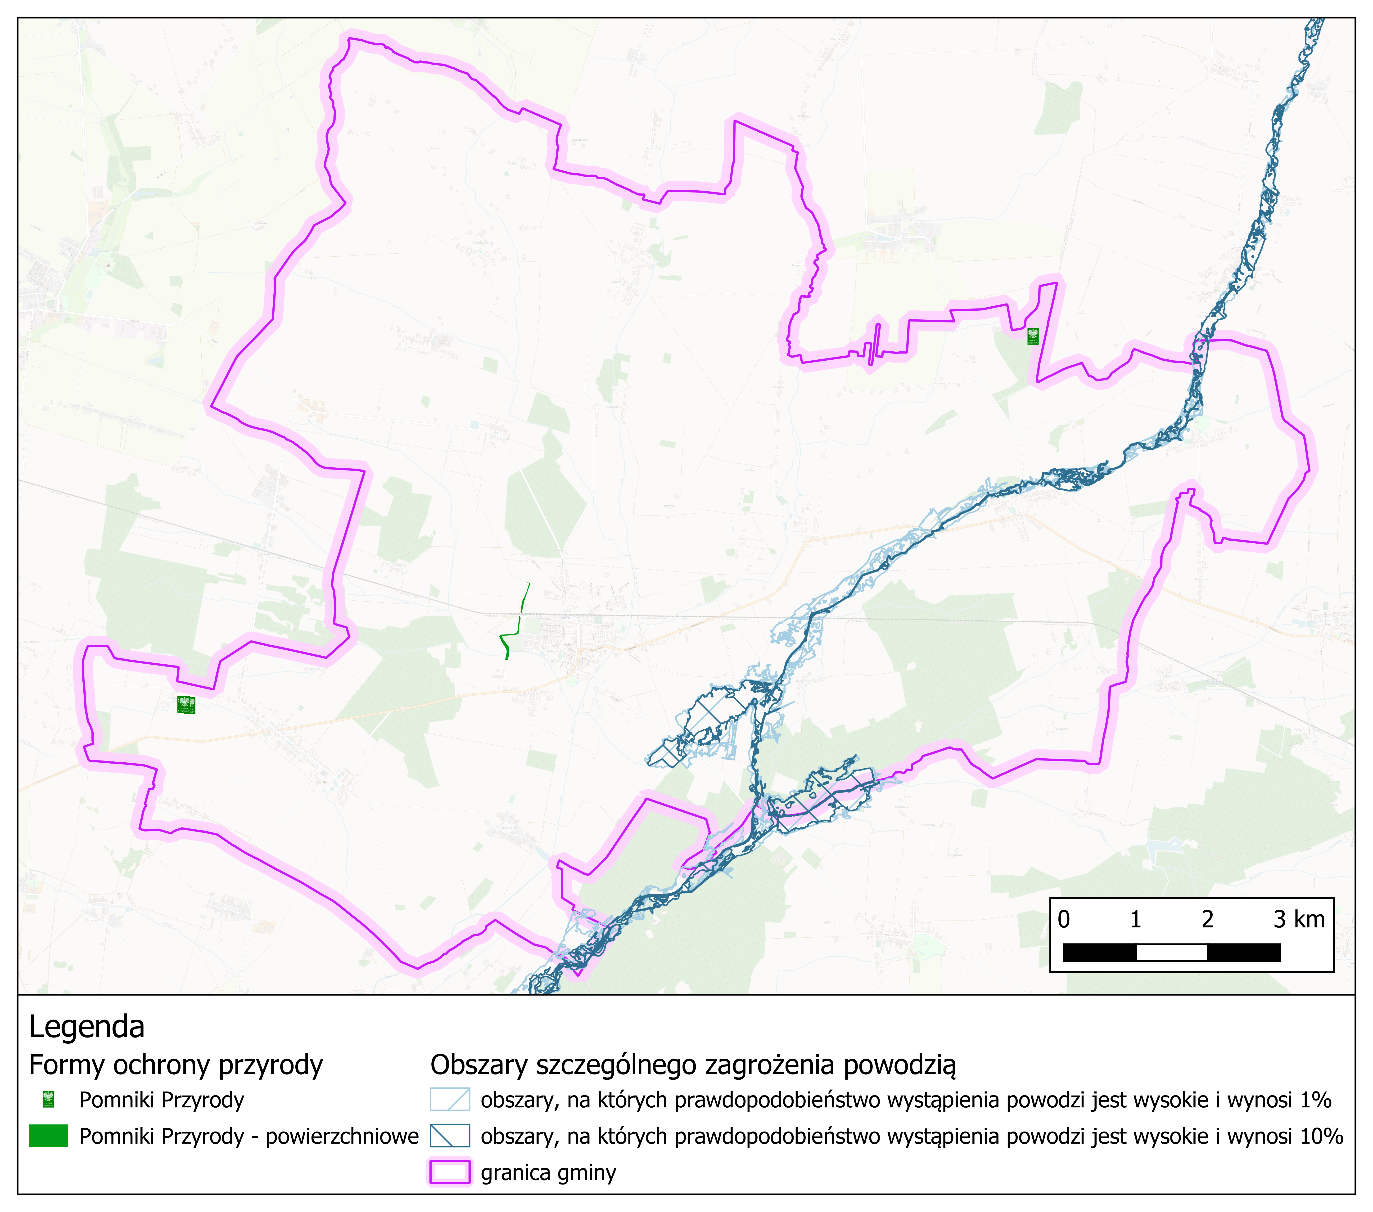 0 1 2 3 km
Legenda
Formy ochrony przyrody
Pomniki Przyrody
Pomniki Przyrody - powierzchniowe
Obszary szczególnego zagrożenia powodzią
obszary, na których prawdopodobieństwo wystąpienia powodzi jest wysokie i wynosi 1%
obszary, na których prawdopodobieństwo wystąpienia powodzi jest wysokie i wynosi 10%
granica gminy